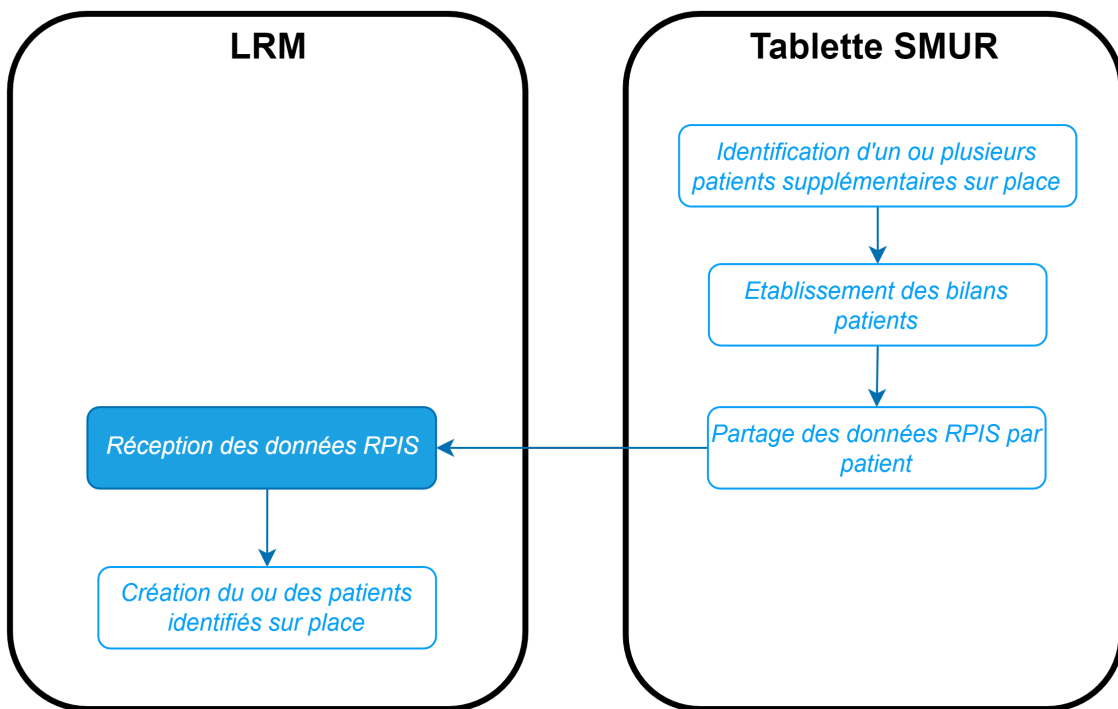 LRM
Tablette SMUR
Identification d'un ou plusieurs
patients supplémentaires sur place
Etablissement des bilans
patients
Partage des données RPIS par
patient
Réception des données RPIS
Création du ou des patients
identifiés sur place